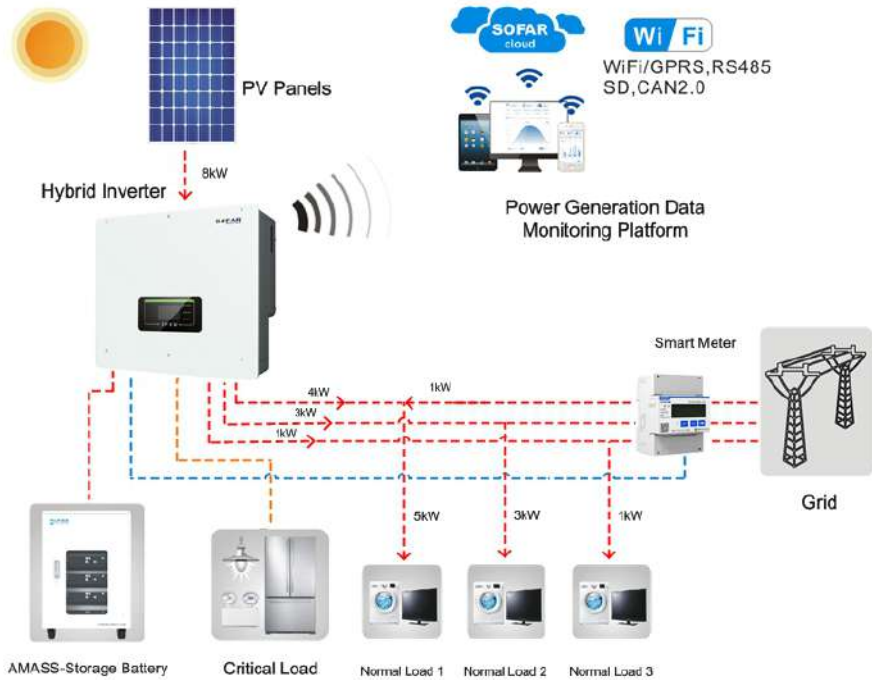 SOFAR
cloud
Wi Fi
WiFi/GPRS,RS485
SD,CAN2.0
PV Panels
8kW
Hybrid Inverter
Power Generation Data
Monitoring Platform
Smart Meter
4kW
1kW
3kW
1kW
Grid
5kW
3kW
1kW
AMASS-Storage Battery
Critical Load
Normal Load 1
Normal Load 2
Normal Load 3